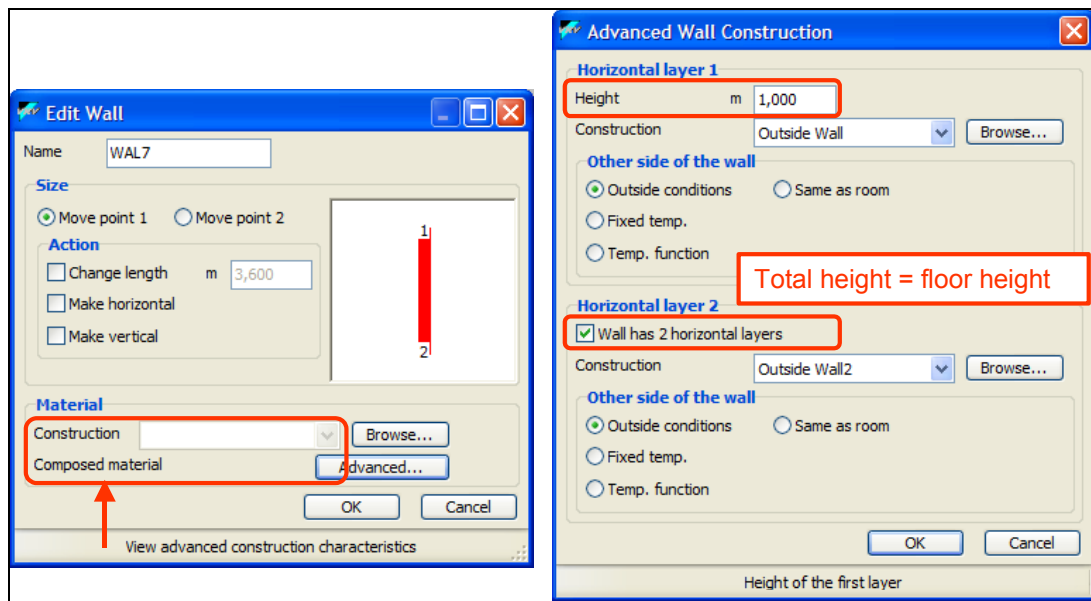 Edit Wall
Name WAL7
Size
Move point 1 Move point 2
Action
Change length m 3,600
Make horizontal
Make vertical
1
2
Material
Construction Browse...
Composed material Advanced...
OK Cancel
View advanced construction characteristics
Advanced Wall Construction
Horizontal layer 1
Height m 1,000
Construction Outside Wall Browse...
Other side of the wall
Outside conditions Same as room
Fixed temp.
Temp. function
Total height = floor height
Horizontal layer 2
Wall has 2 horizontal layers
Construction Outside Wall2 Browse...
Other side of the wall
Outside conditions Same as room
Fixed temp.
Temp. function
OK Cancel
Height of the first layer